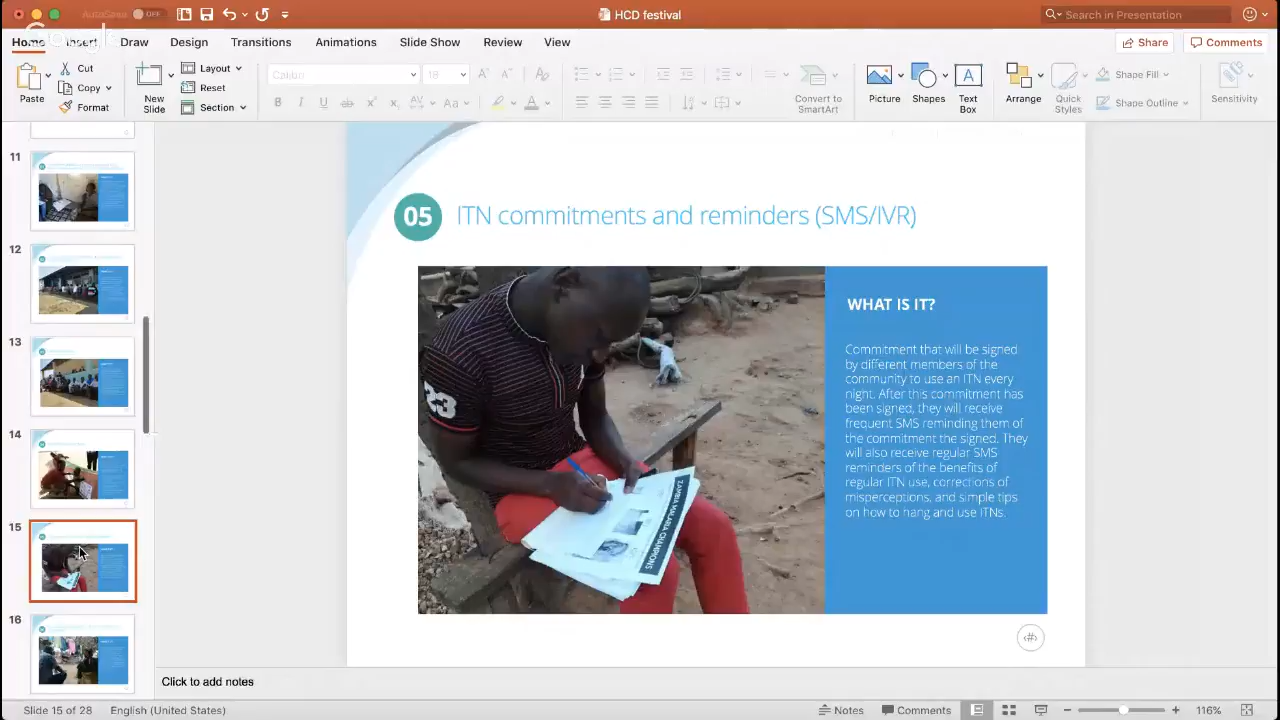 AutoSave OFF
HCD festival
Search in Presentation
Google
Home Insert Draw Design Transitions Animations Slide Show Review View
Share Comments
Paste
Cut
Copy
Format
New Slide
Layout
Reset
Section
Calibri 18
B I U ab
Aa
A
Convert to SmartArt
Picture
Shapes
Text Box
Arrange
Quick Styles
Shape Fill
Shape Outline
Sensitivity
11
12
13
14
15
16
05 ITN commitments and reminders (SMS/IVR)
23
ZAMBIA MALARIA CHAMPIONS
WHAT IS IT?
Commitment that will be signed
by different members of the
community to use an ITN every
night. After this commitment has
been signed, they will receive
frequent SMS reminding them of
the commitment the signed. They
will also receive regular SMS
reminders of the benefits of
regular ITN use, corrections of
misperceptions, and simple tips
on how to hang and use ITNs.
‹#›
Click to add notes
Slide 15 of 28 English (United States) Notes Comments 116%